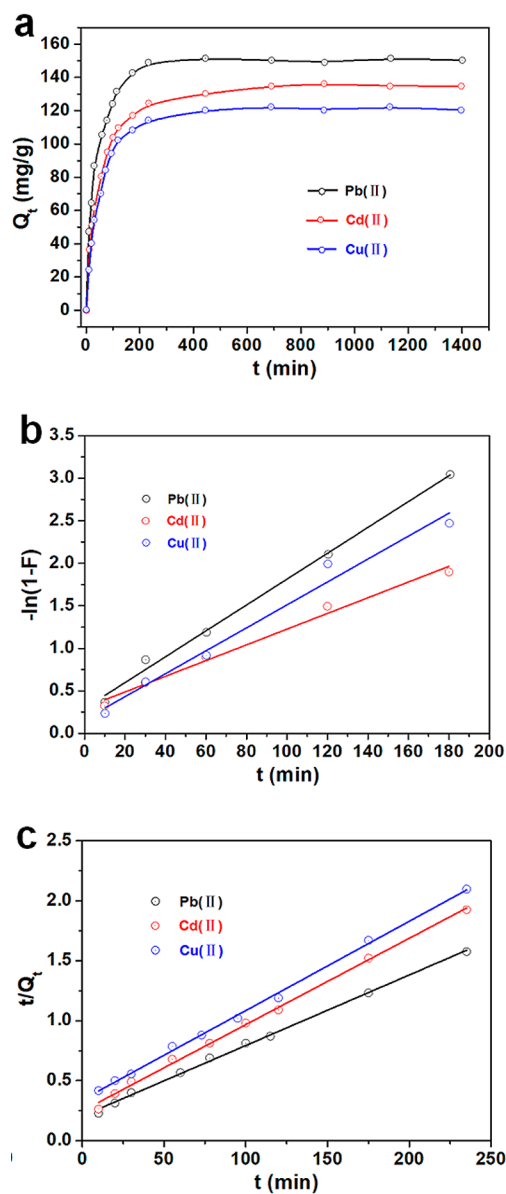 a
160
140
120
100
80
60
40
20
0
Qt (mg/g)
Pb(Ⅱ)
Cd(Ⅱ)
Cu(Ⅱ)
0 200 400 600 800 1000 1200 1400
t (min)
b
3.5
3.0
2.5
2.0
1.5
1.0
0.5
0.0
-ln(1-F)
Pb(Ⅱ)
Cd(Ⅱ)
Cu(Ⅱ)
0 20 40 60 80 100 120 140 160 180 200
t (min)
c
2.5
2.0
1.5
1.0
0.5
0.0
t/Qt
Pb(Ⅱ)
Cd(Ⅱ)
Cu(Ⅱ)
0 50 100 150 200 250
t (min)